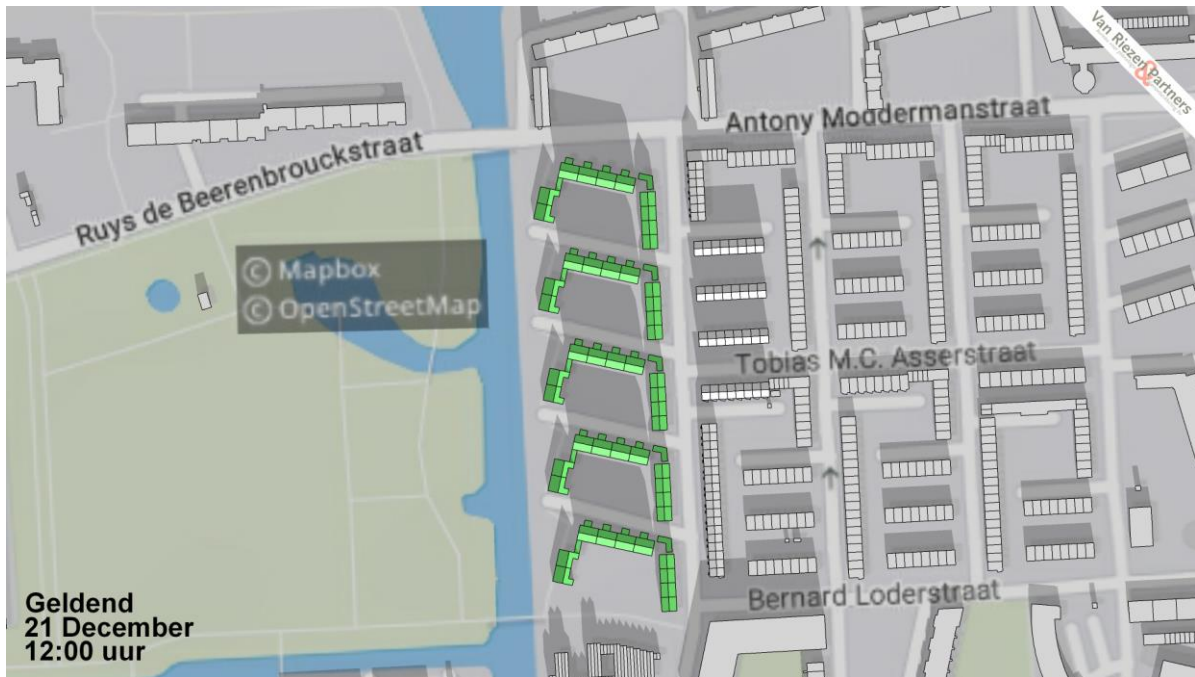 Van Riezen & Partners
Antony Moddermanstraat
Ruys de Beerenbrouckstraat
© Mapbox
© OpenStreetMap
Tobias M.C. Asserstraat
Bernard Loderstraat
Geldend
21 December
12:00 uur